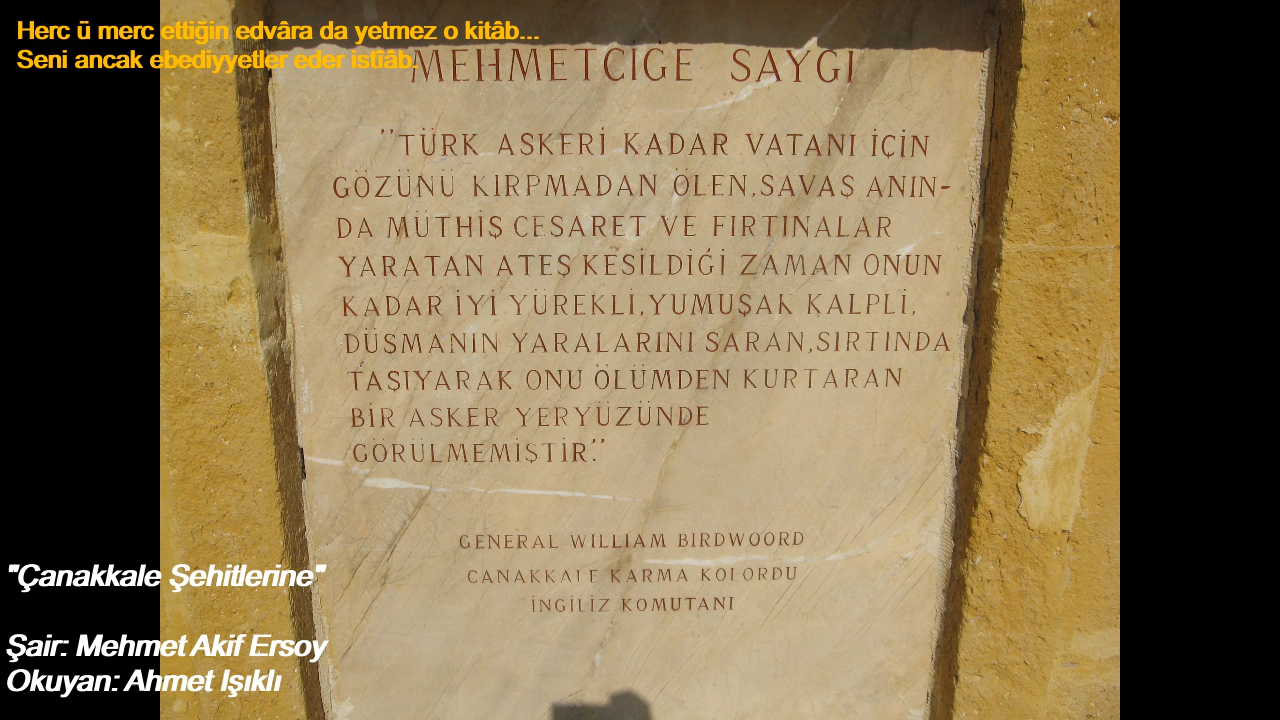 Herc ü merc ettiğin edvâra da yetmez o kitâb...
Seni ancak ebediyyetler eder istîâb.
MEHMETCİĞE SAYGI
"TÜRK ASKERİ KADAR VATANI İÇİN
GÖZÜNÜ KIRPMADAN ÖLEN,SAVAŞ ANIN-
DA MÜTHİŞ CESARET VE FIRTINALAR
YARATAN ATEŞ KESİLDİĞİ ZAMAN ONUN
KADAR İYİ YÜREKLİ,YUMUŞAK KALPLİ,
DÜŞMANIN YARALARINI SARAN,SIRTINDA
TAŞIYARAK ONU ÖLÜMDEN KURTARAN
BİR ASKER YERYÜZÜNDE
GÖRÜLMEMİŞTİR."
GENERAL WILLIAM BIRDWOORD
ÇANAKKALE KARMA KOLORDU
İNGİLİZ KOMUTANI
"Çanakkale Şehitlerine"
Şair: Mehmet Akif Ersoy
Okuyan: Ahmet Işıklı